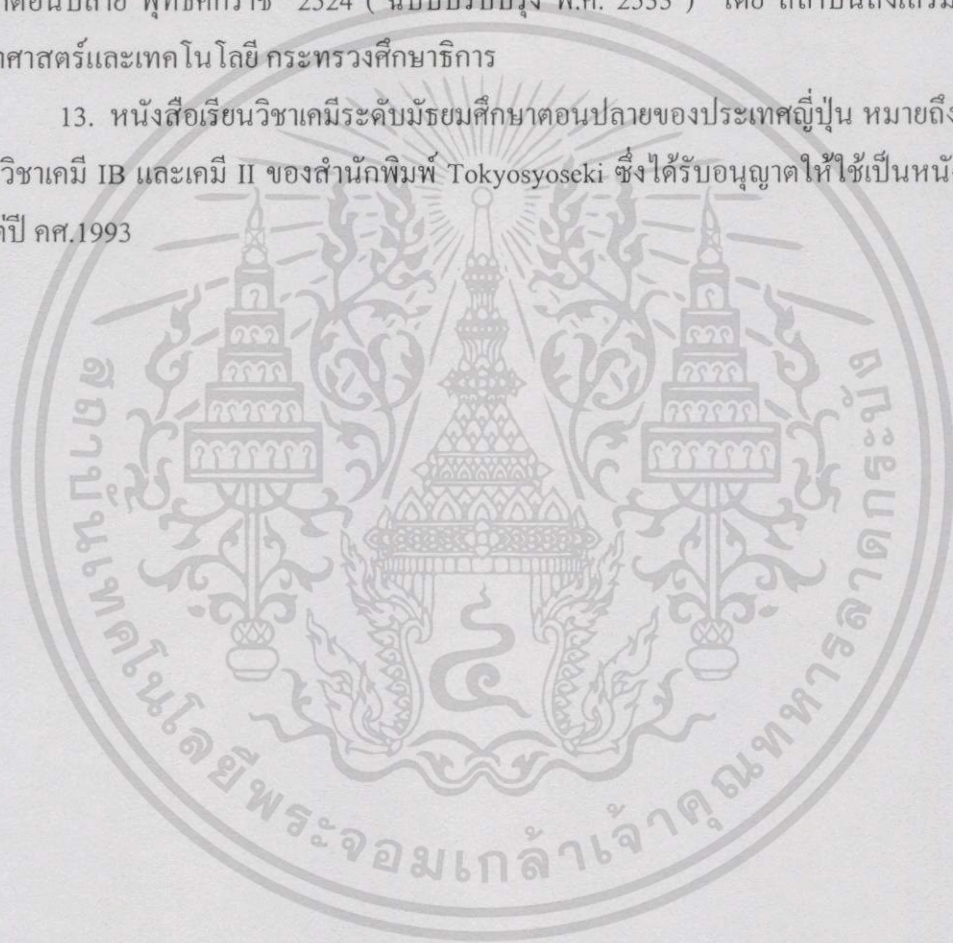 พุทธศักราช 2524 ( ฉบับปรับปรุง พ.ศ. 2533 ) โดย สถาบันส่งเสริม
ศาสตร์และเทคโนโลยี กระทรวงศึกษาธิการ
13. หนังสือเรียนวิชาเคมีระดับมัธยมศึกษาตอนปลายของประเทศญี่ปุ่น หมายถึง
วิชาเคมี IB และเคมี II ของสำนักพิมพ์ Tokyosyoseki ซึ่งได้รับอนุญาตให้ใช้เป็น
ปี คศ.1993
สถาบันเทคโนโลยีพระจอมเกล้าเจ้าคุณทหารลาดกระบัง
๔